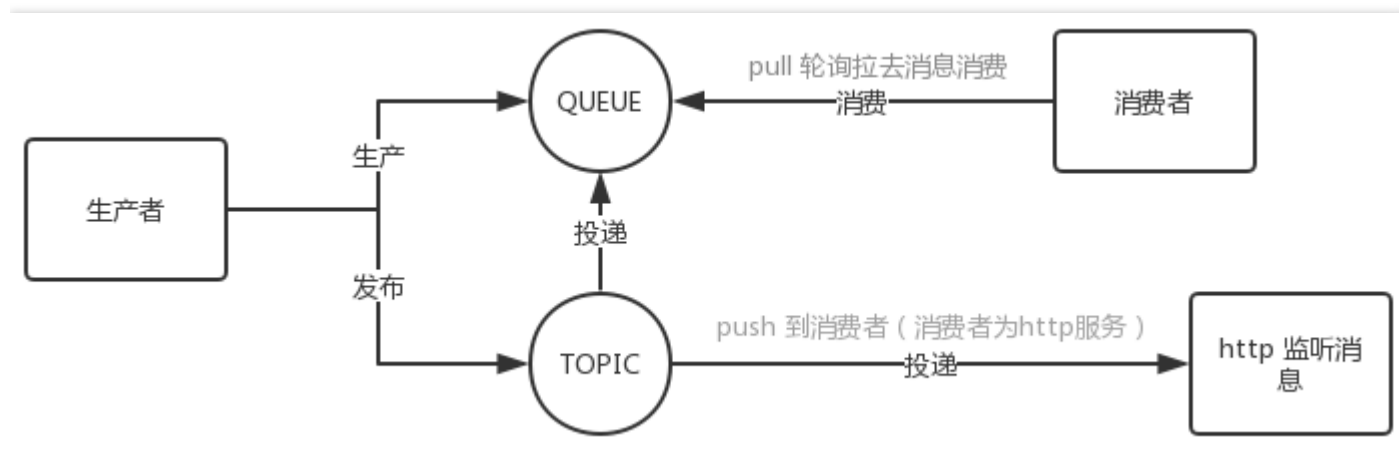 pull 轮询拉去消息消费
QUEUE
消费
消费者
生产
生产者
投递
发布
push 到消费者（消费者为http服务）
TOPIC
投递
http 监听消
息